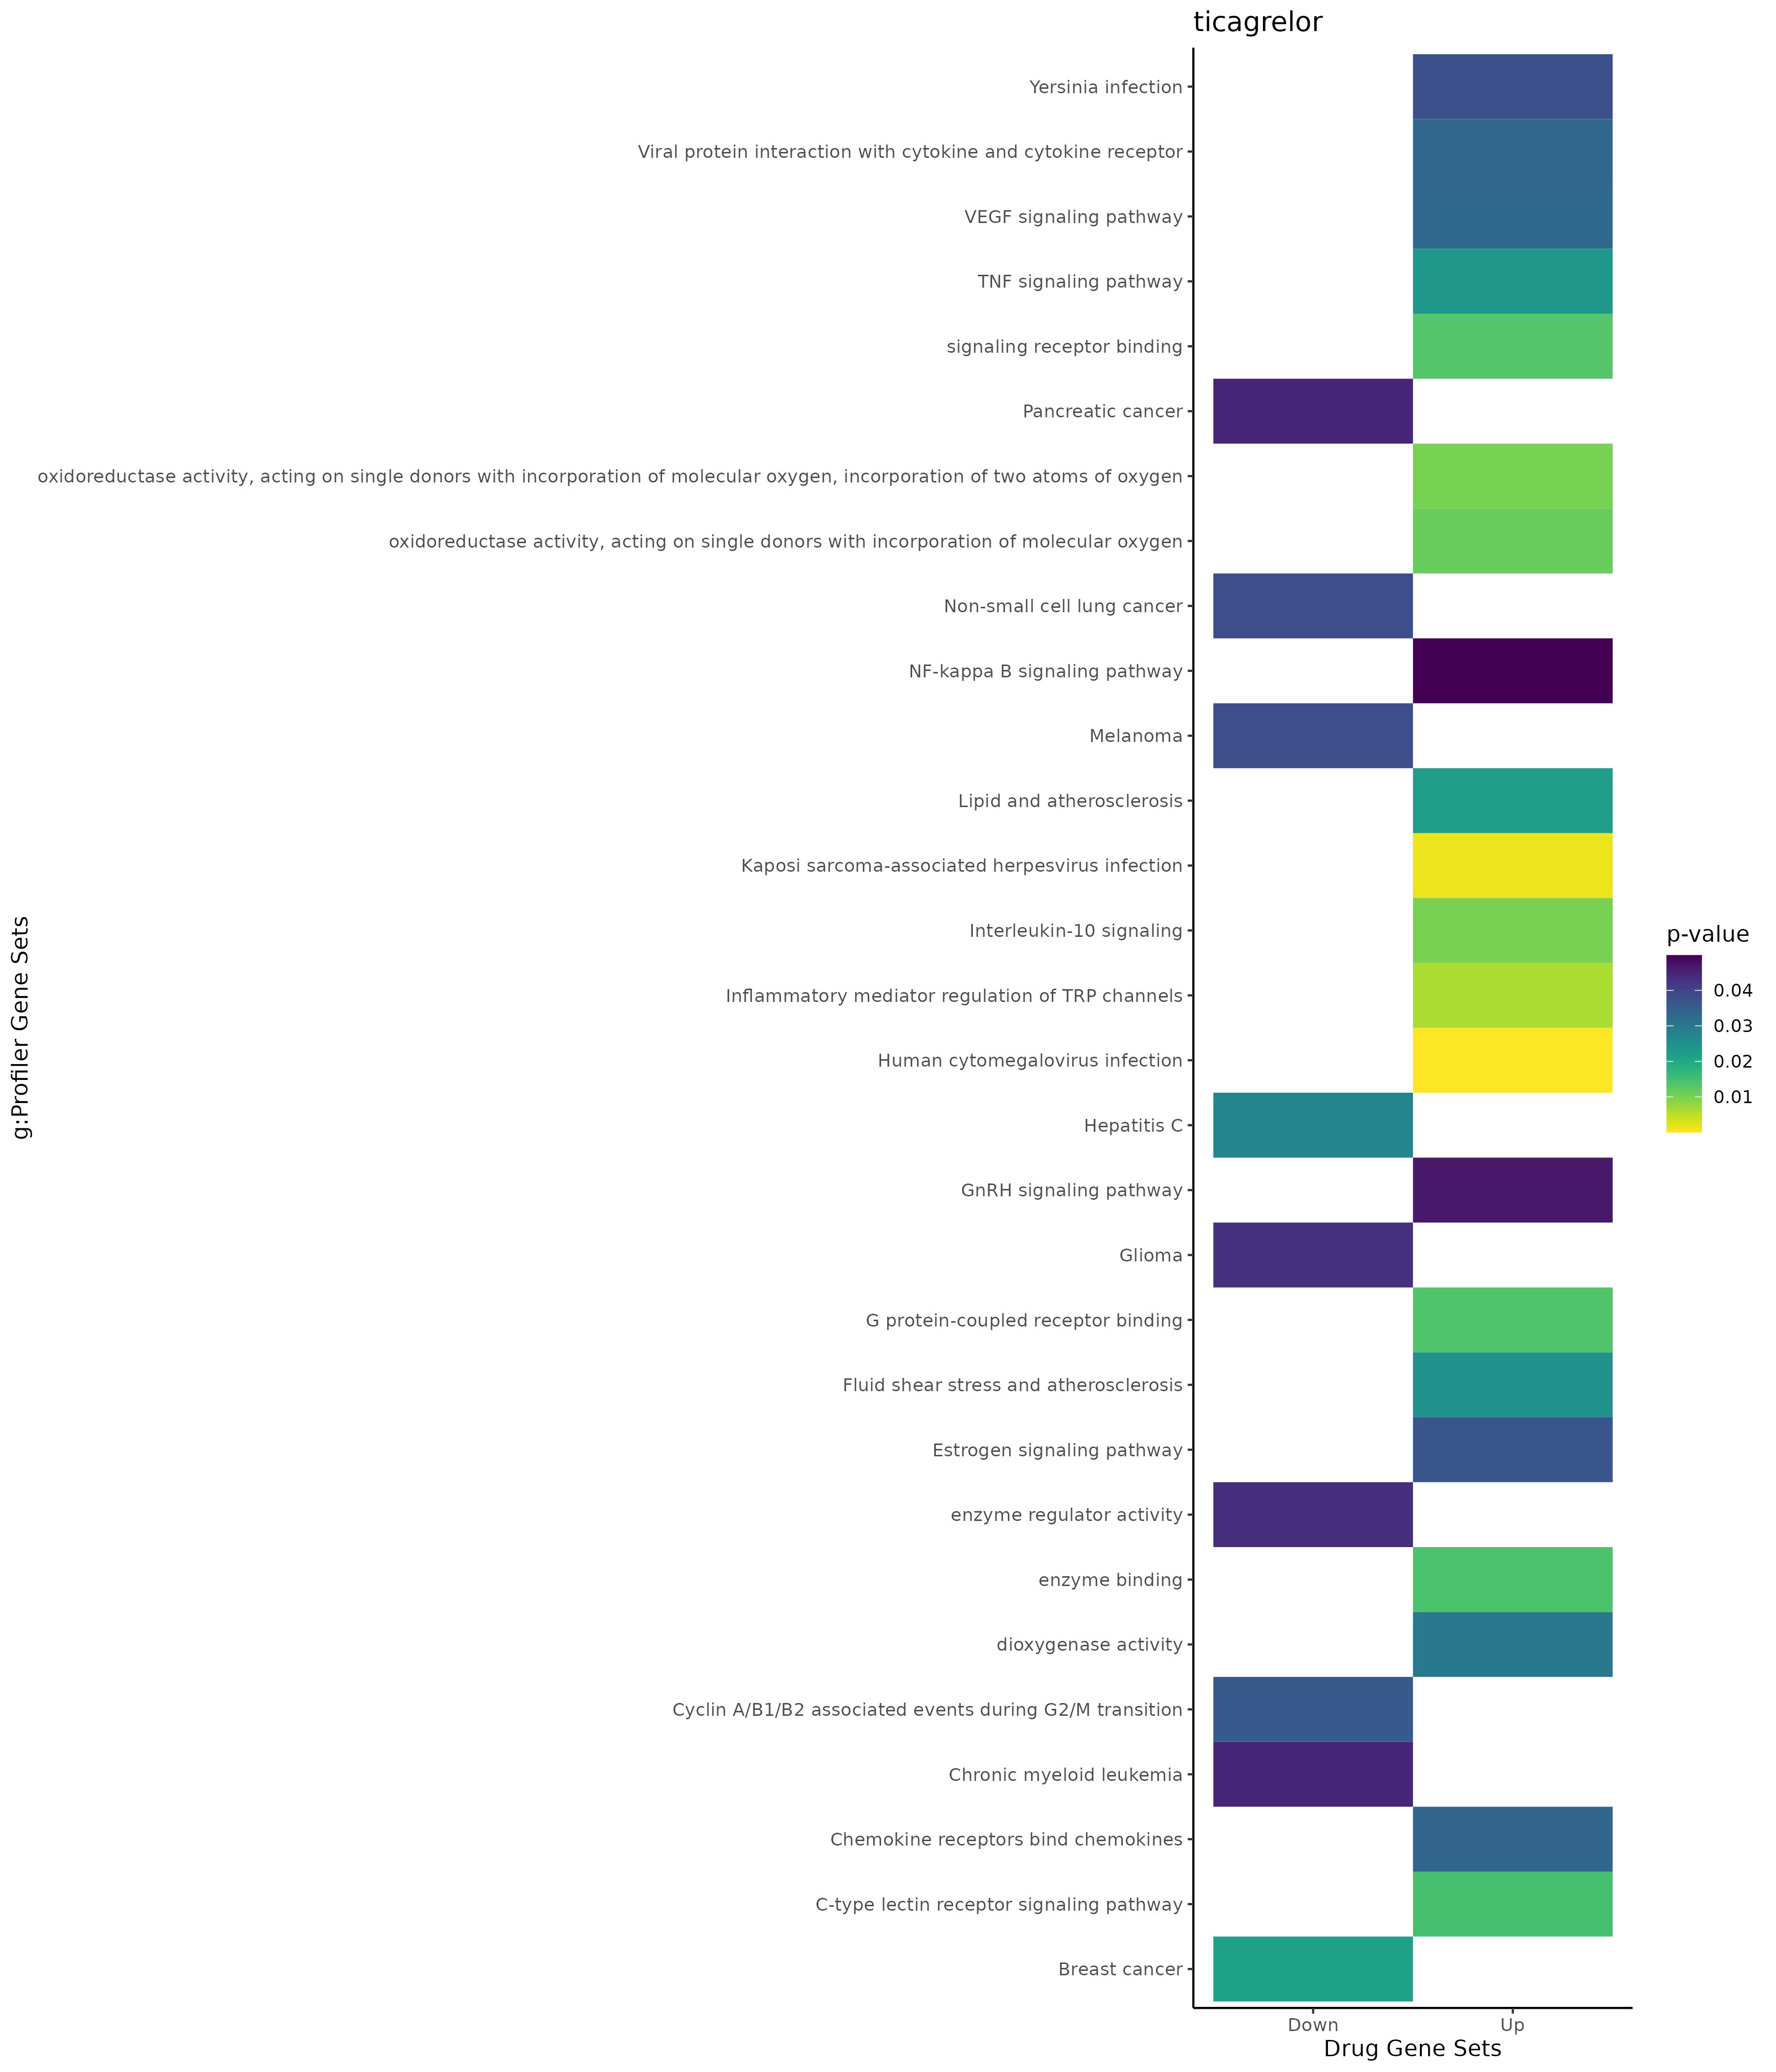 ticagrelor
Yersinia infection
Viral protein interaction with cytokine and cytokine receptor
VEGF signaling pathway
TNF signaling pathway
signaling receptor binding
Pancreatic cancer
oxidoreductase activity, acting on single donors with incorporation of molecular oxygen, incorporation of two atoms of oxygen
oxidoreductase activity, acting on single donors with incorporation of molecular oxygen
Non-small cell lung cancer
NF-kappa B signaling pathway
Melanoma
Lipid and atherosclerosis
Kaposi sarcoma-associated herpesvirus infection
Interleukin-10 signaling
Inflammatory mediator regulation of TRP channels
Human cytomegalovirus infection
Hepatitis C
GnRH signaling pathway
Glioma
G protein-coupled receptor binding
Fluid shear stress and atherosclerosis
Estrogen signaling pathway
enzyme regulator activity
enzyme binding
dioxygenase activity
Cyclin A/B1/B2 associated events during G2/M transition
Chronic myeloid leukemia
Chemokine receptors bind chemokines
C-type lectin receptor signaling pathway
Breast cancer
g:Profiler Gene Sets
Down
Up
Drug Gene Sets
p-value
0.04
0.03
0.02
0.01